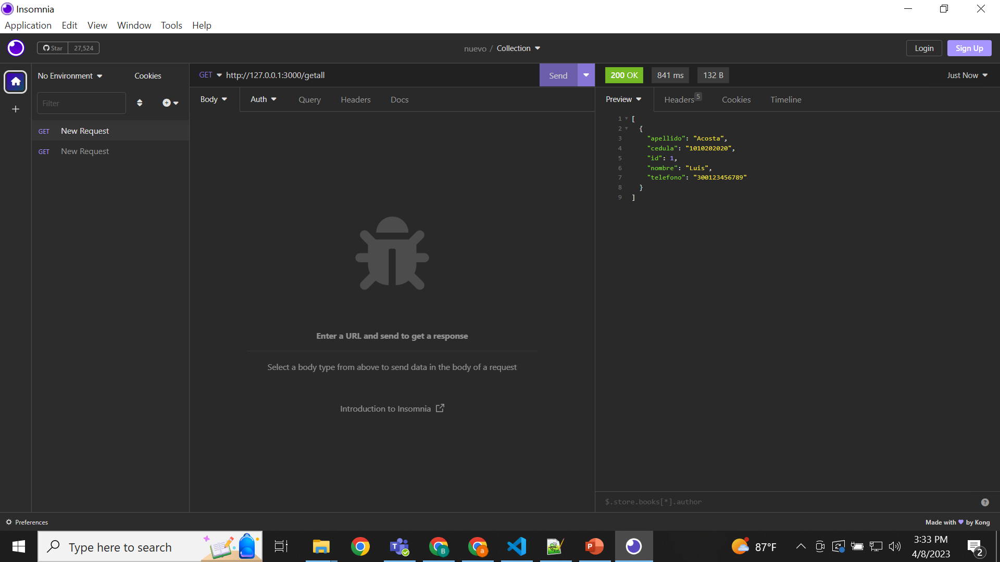 Insomnia
Application Edit View Window Tools Help
Star 27,524
nuevo / Collection
Login Sign Up
No Environment Cookies
GET http://127.0.0.1:3000/getall Send
200 OK 841 ms 132 B Just Now
Filter
Body Auth Query Headers Docs
Preview Headers 5 Cookies Timeline
GET New Request
GET New Request
1 [
2 {
3 "apellido": "Acosta",
4 "cedula": "1010202020",
5 "id": 1,
6 "nombre": "Luis",
7 "telefono": "300123456789"
8 }
9 ]
Enter a URL and send to get a response
Select a body type from above to send data in the body of a request
Introduction to Insomnia
$.store.books[*].author
?
Preferences
Made with by Kong
Type here to search
T
B
a
P
87°F
3:33 PM
4/8/2023
2